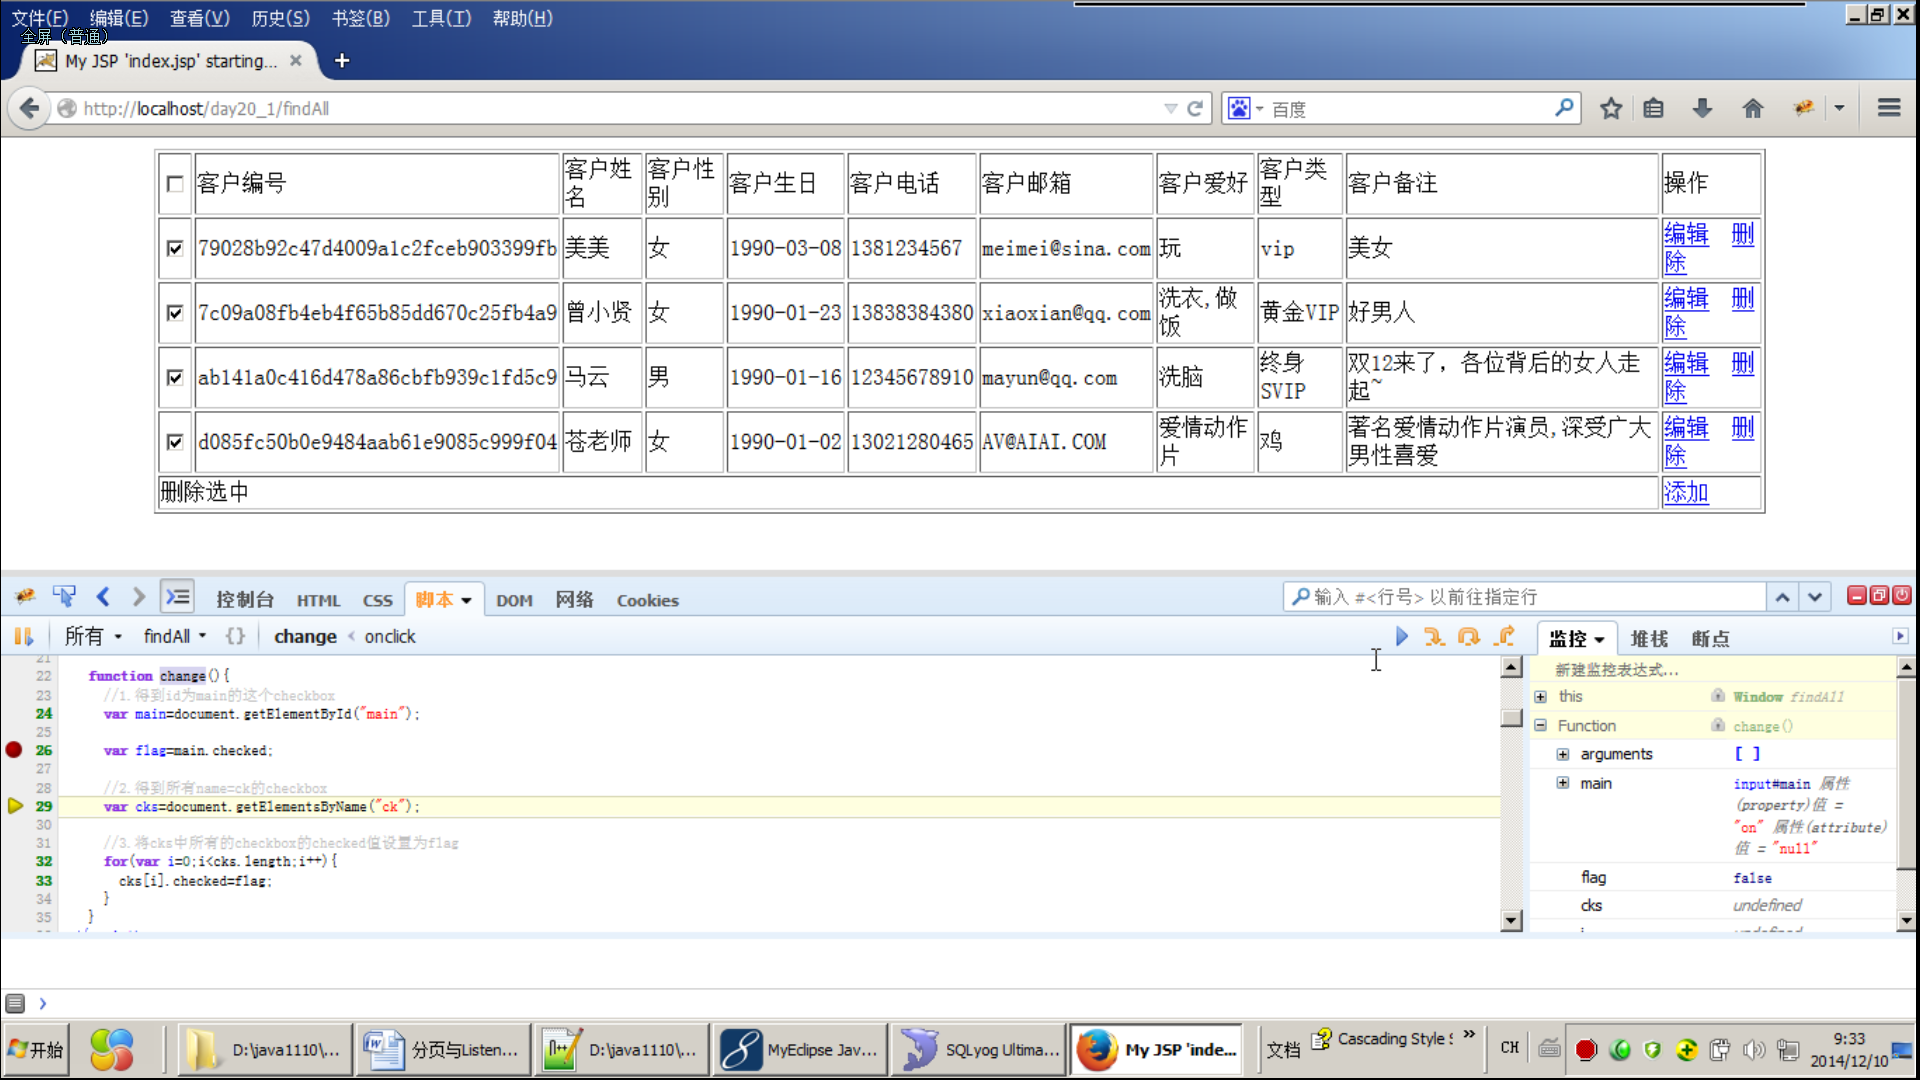 文件(F) 编辑(E) 查看(V) 历史(S) 书签(B) 工具(T) 帮助(H)
全屏（普通）
My JSP 'index.jsp' starting...
http://localhost/day20_1/findAll 百度
客户编号 客户姓名 客户性别 客户生日 客户电话 客户邮箱 客户爱好 客户类型 客户备注 操作
79028b92c47d4009a1c2fceb903399fb 美美 女 1990-03-08 1381234567 meimei@sina.com 玩 vip 美女 编辑 删除
7c09a08fb4eb4f65b85dd670c25fb4a9 曾小贤 女 1990-01-23 13838384380 xiaoxian@qq.com 洗衣,做饭 黄金VIP 好男人 编辑 删除
ab141a0c416d478a86cbfb939c1fd5c9 马云 男 1990-01-16 12345678910 mayun@qq.com 洗脑 终身SVIP 双12来了，各位背后的女人走起~ 编辑 删除
d085fc50b0e9484aab61e9085c999f04 苍老师 女 1990-01-02 13021280465 AV@AIAI.COM 爱情动作片 鸡 著名爱情动作片演员,深受广大男性喜爱 编辑 删除
删除选中 添加
控制台 HTML CSS 脚本 DOM 网络 Cookies 输入 #<行号> 以前往指定行
所有 findAll {} change < onclick 监控 堆栈 断点
21
22 function change(){
23 //1.得到id为main的这个checkbox
24 var main=document.getElementById("main");
25
26 var flag=main.checked;
27
28 //2.得到所有name=ck的checkbox
29 var cks=document.getElementsByName("ck");
30
31 //3.将cks中所有的checkbox的checked值设置为flag
32 for(var i=0;i<cks.length;i++){
33 cks[i].checked=flag;
34 }
35 }
新建监控表达式...
this Window findAll
Function change()
arguments [ ]
main input#main 属性
(property)值 =
"on" 属性(attribute)
值 = "null"
flag false
cks undefined
开始 D:\java1110\... 分页与Listen... D:\java1110\... MyEclipse Jav... SQLyog Ultima... My JSP 'inde... 文档 Cascading Style » CH 9:33
2014/12/10